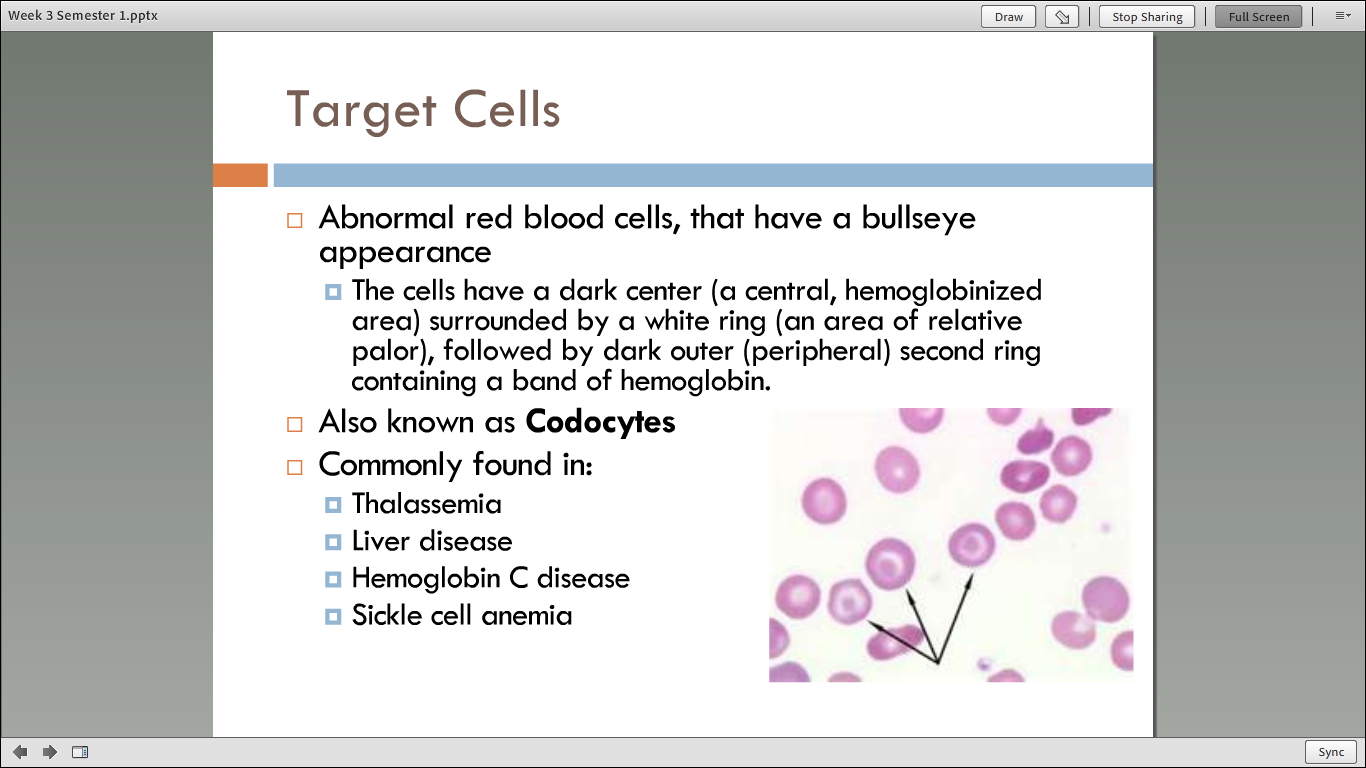 Week 3 Semester 1.pptx
Draw
Stop Sharing
Full Screen
Target Cells
Abnormal red blood cells, that have a bullseye
appearance
The cells have a dark center (a central, hemoglobinized
area) surrounded by a white ring (an area of relative
palor), followed by dark outer (peripheral) second ring
containing a band of hemoglobin.
Also known as Codocytes
Commonly found in:
Thalassemia
Liver disease
Hemoglobin C disease
Sickle cell anemia
Sync